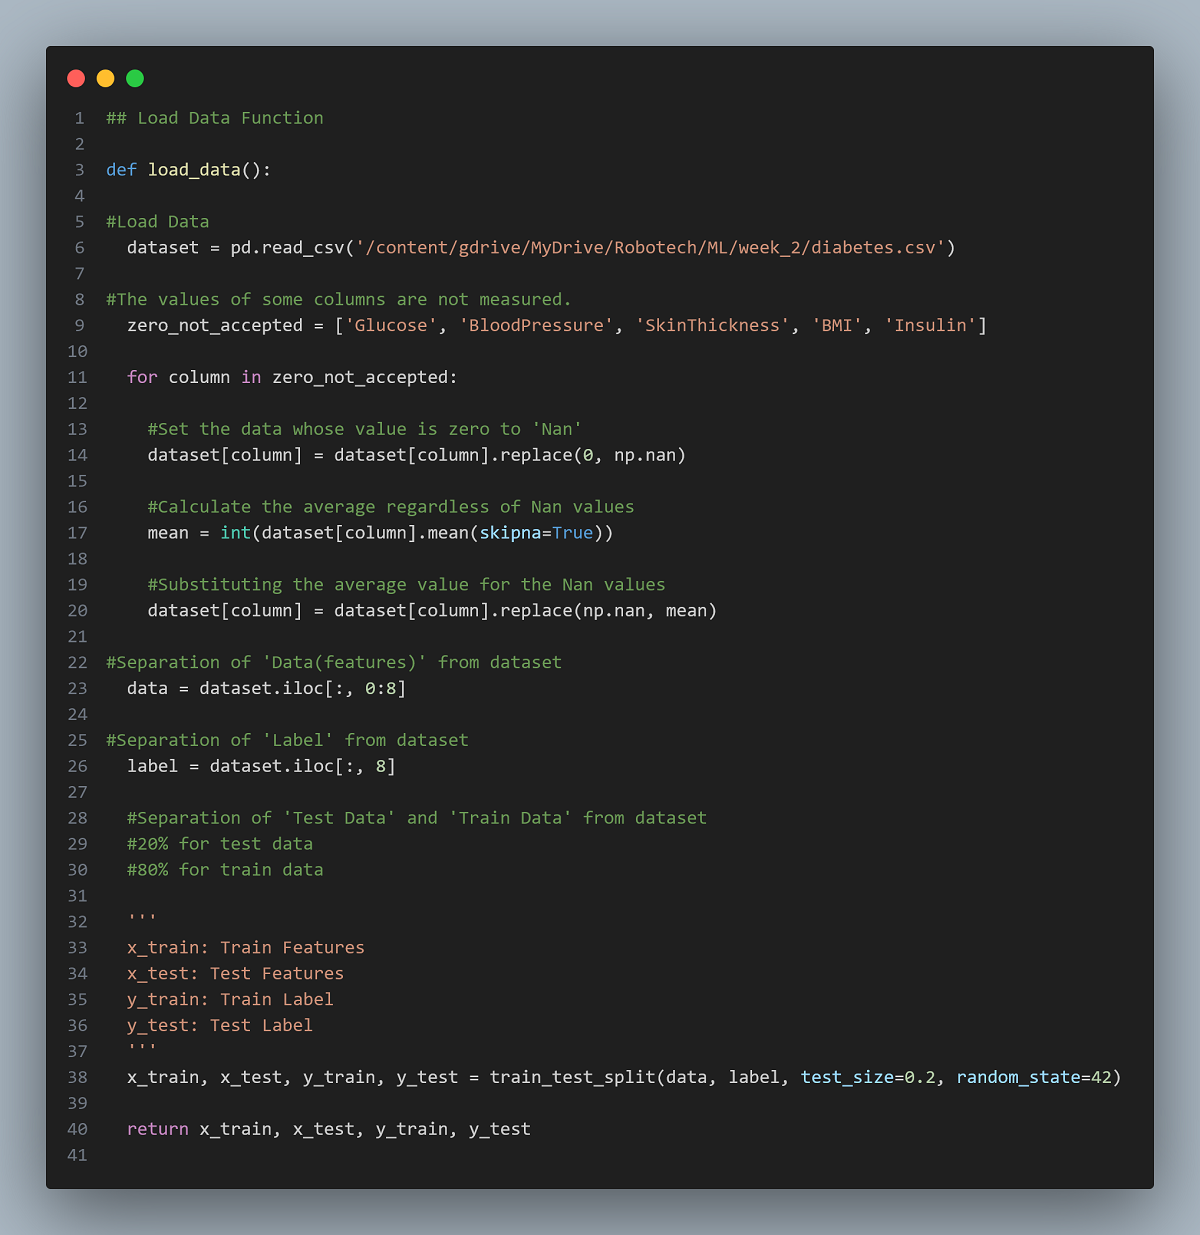 1 ## Load Data Function
2
3 def load_data():
4
5 #Load Data
6   dataset = pd.read_csv('/content/gdrive/MyDrive/Robotech/ML/week_2/diabetes.csv')
7
8 #The values of some columns are not measured.
9   zero_not_accepted = ['Glucose', 'BloodPressure', 'SkinThickness', 'BMI', 'Insulin']
10
11   for column in zero_not_accepted:
12
13     #Set the data whose value is zero to 'Nan'
14     dataset[column] = dataset[column].replace(0, np.nan)
15
16     #Calculate the average regardless of Nan values
17     mean = int(dataset[column].mean(skipna=True))
18
19     #Substituting the average value for the Nan values
20     dataset[column] = dataset[column].replace(np.nan, mean)
21
22 #Separation of 'Data(features)' from dataset
23   data = dataset.iloc[:, 0:8]
24
25 #Separation of 'Label' from dataset
26   label = dataset.iloc[:, 8]
27
28   #Separation of 'Test Data' and 'Train Data' from dataset
29   #20% for test data
30   #80% for train data
31
32   '''
33   x_train: Train Features
34   x_test: Test Features
35   y_train: Train Label
36   y_test: Test Label
37   '''
38   x_train, x_test, y_train, y_test = train_test_split(data, label, test_size=0.2, random_state=42)
39
40   return x_train, x_test, y_train, y_test
41